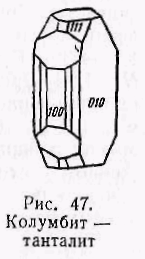 111
100
010
Рис. 47.
Колумбит —
танталит